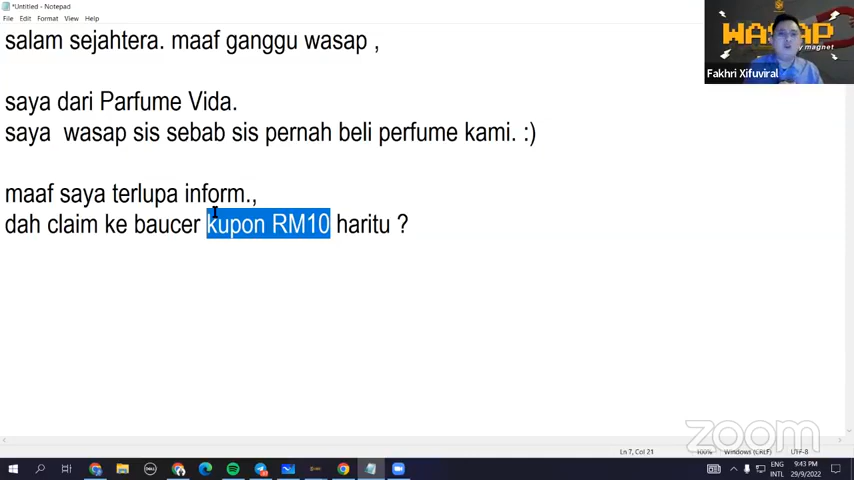 *Untitled - Notepad
File Edit Format View Help
salam sejahtera. maaf ganggu wasap ,
saya dari Parfume Vida.
saya wasap sis sebab sis pernah beli perfume kami. :)
maaf saya terlupa inform.,
dah claim ke baucer kupon RM10 haritu ?
WASAP
magnet
Fakhri Xifuviral
zoom
Ln 7, Col 21
100%
Windows (CRLF)
UTF-8
DELL
ENG
INTL
9:43 PM
29/9/2022